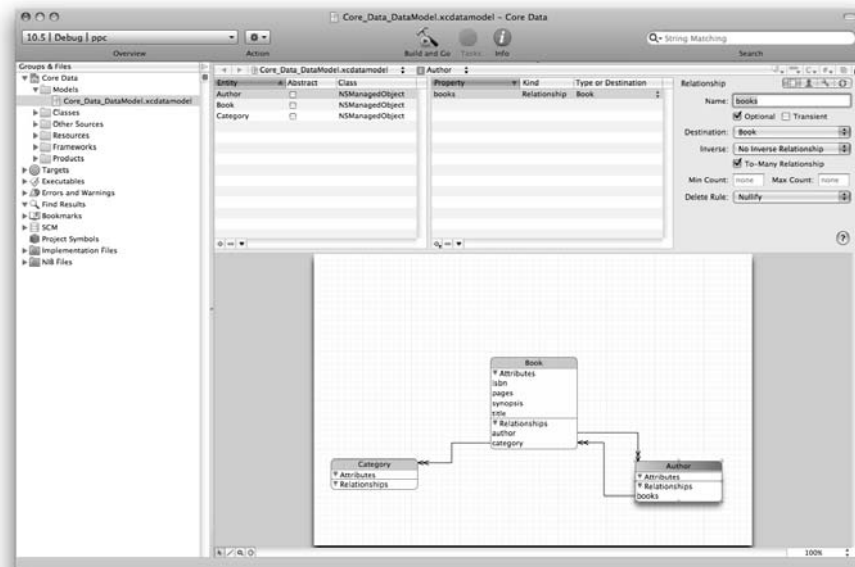 Core_Data_DataModel.xcdatamodel – Core Data
10.5 | Debug | ppc
String Matching
Overview
Action
Build and Go
Tasks
Info
Search
Groups & Files
Core Data
Models
Core_Data_DataModel.xcdatamodel
Classes
Other Sources
Resources
Frameworks
Products
Targets
Executables
Errors and Warnings
Find Results
Bookmarks
SCM
Project Symbols
Implementation Files
NIB Files
Core_Data_DataModel.xcdatamodel
Author
Entity Abstract Class
Author NSManagedObject
Book NSManagedObject
Category NSManagedObject
Property Kind Type or Destination
books Relationship Book
Relationship
Name: books
Optional Transient
Destination: Book
Inverse: No Inverse Relationship
To-Many Relationship
Min Count: none Max Count: none
Delete Rule: Nullify
?
Book
Attributes
isbn
pages
synopsis
title
Relationships
author
category
Category
Attributes
Relationships
Author
Attributes
Relationships
books
100%